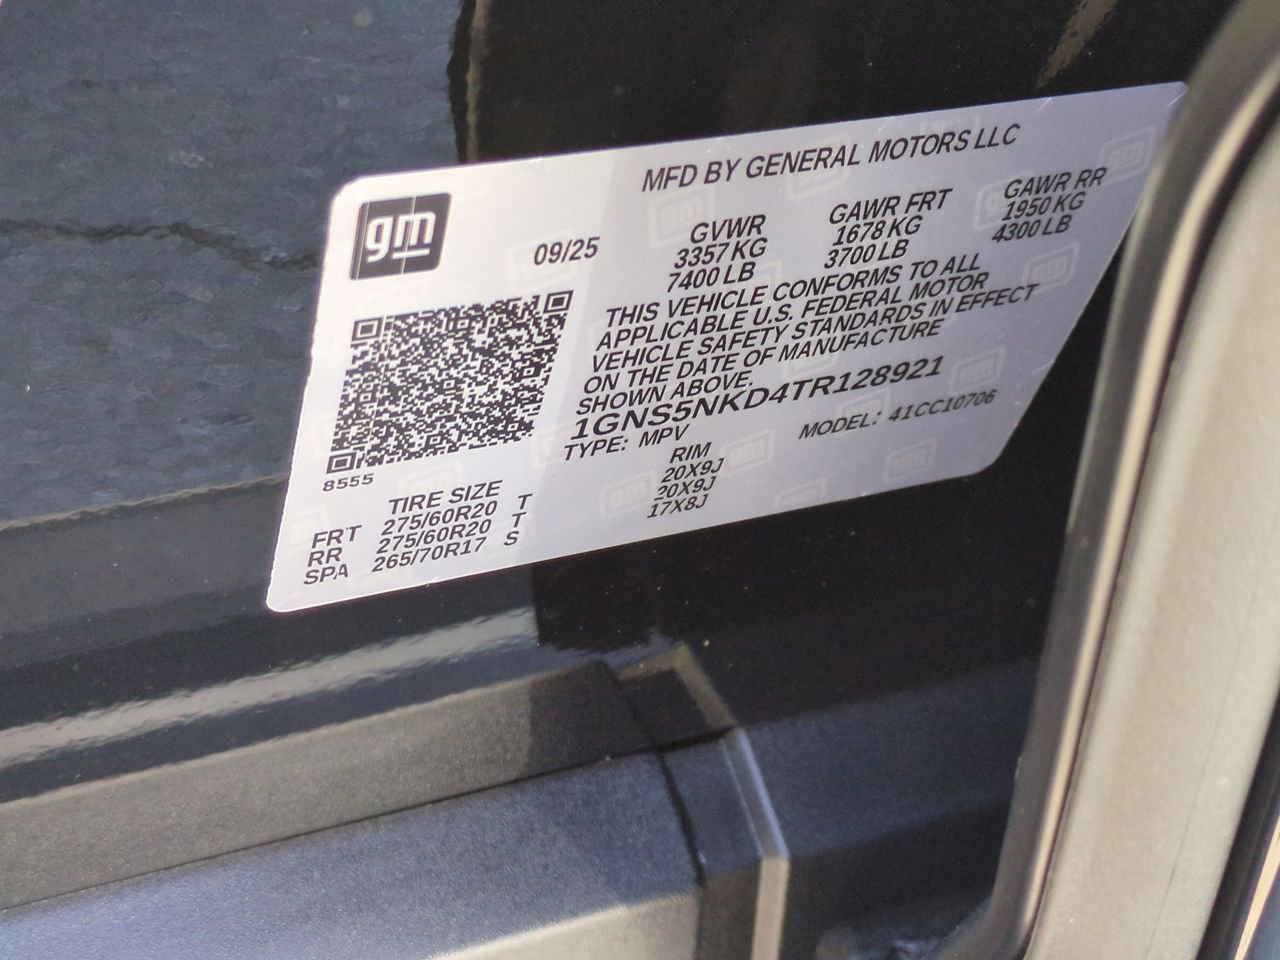 MFD BY GENERAL MOTORS LLC
gm
09/25
GVWR
3357 KG
7400 LB
GAWR FRT
1678 KG
3700 LB
GAWR RR
1950 KG
4300 LB
THIS VEHICLE CONFORMS TO ALL
APPLICABLE U.S. FEDERAL MOTOR
VEHICLE SAFETY STANDARDS IN EFFECT
ON THE DATE OF MANUFACTURE
SHOWN ABOVE.
1GNS5NKD4TR128921
TYPE: MPV
MODEL: 41CC10706
8555
TIRE SIZE RIM
FRT 275/60R20 T 20X9J
RR 275/60R20 T 20X9J
SPA 265/70R17 S 17X8J